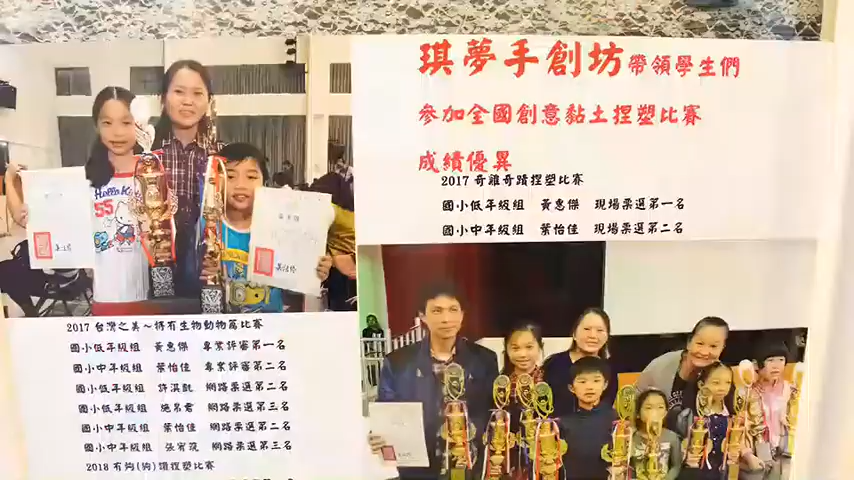 琪夢手創坊帶領學生們
參加全國創意黏土捏塑比賽
成績優異
2017 奇雞奇蹟捏塑比賽
國小低年級組 黃惠傑 現場票選第一名
國小中年級組 葉怡佳 現場票選第二名
Hello Kitty
55
2017 台灣之美~特有生物動物篇比賽
國小低年級組 黃惠傑 專業評審第一名
國小中年級組 葉怡佳 專業評審第二名
國小低年級組 許淇凱 網路票選第二名
國小低年級組 施帛君 網路票選第三名
國小中年級組 葉怡佳 網路票選第二名
國小中年級組 張宥 網路票選第三名
2018 有夠(狗)頌捏塑比賽